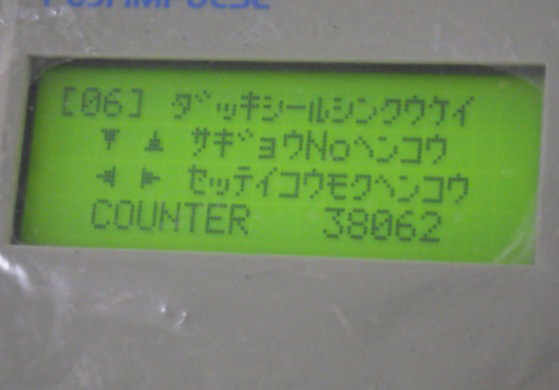 PUSHIMPULSE
[06] ダッキシールシンクウケイ
▼ ▲ サギョウNoヘンコウ
◀ ▶ セッテイコウモクヘンコウ
COUNTER 38062